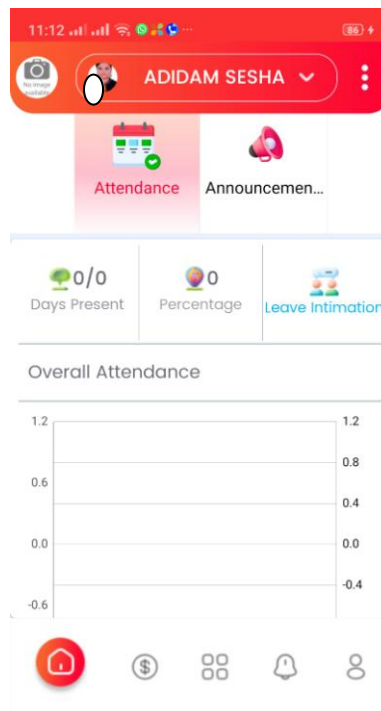 11:12
86
No image
available
ADIDAM SESHA
Attendance
Announcemen...
0/0
Days Present
0
Percentage
Leave Intimation
Overall Attendance
1.2
1.2
0.8
0.6
0.4
0.0
0.0
-0.4
-0.6
$